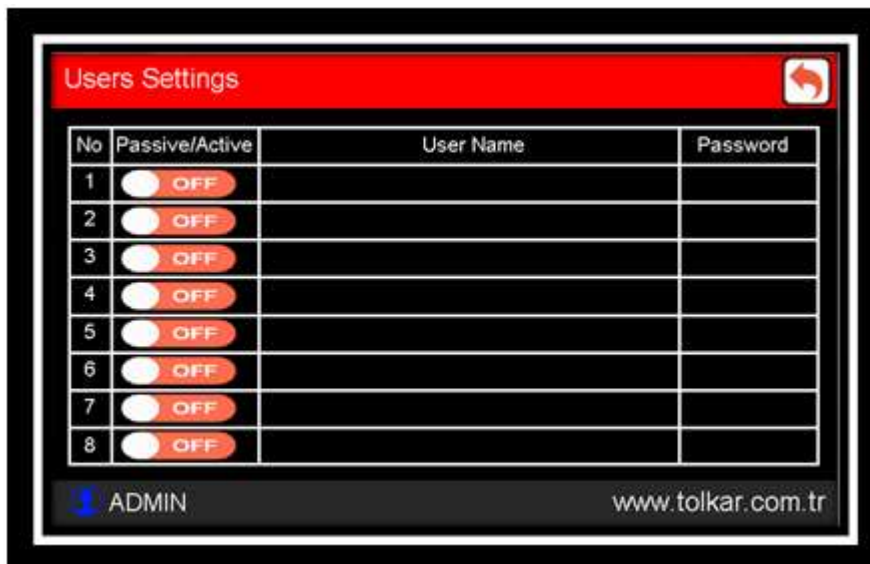 Users Settings
No Passive/Active User Name Password
1 OFF
2 OFF
3 OFF
4 OFF
5 OFF
6 OFF
7 OFF
8 OFF
ADMIN www.tolkar.com.tr